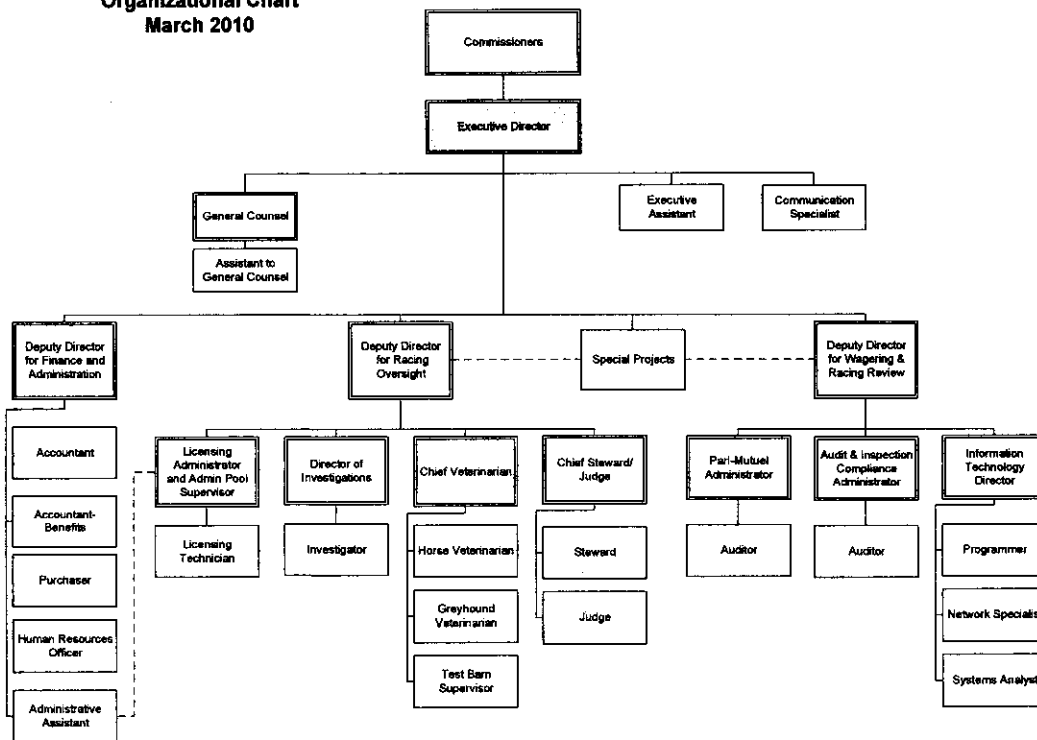 Organizational Chart
March 2010
Commissioners
Executive Director
General Counsel
Executive
Assistant
Communication
Specialist
Assistant to
General Counsel
Deputy Director
for Finance and
Administration
Deputy Director
for Racing
Oversight
Special Projects
Deputy Director
for Wagering &
Racing Review
Accountant
Accountant-
Benefits
Purchaser
Human Resources
Officer
Administrative
Assistant
Licensing
Administrator
and Admin Pool
Supervisor
Licensing
Technician
Director of
Investigations
Investigator
Chief Veterinarian
Horse Veterinarian
Greyhound
Veterinarian
Test Barn
Supervisor
Chief Steward/
Judge
Steward
Judge
Pari-Mutuel
Administrator
Auditor
Audit & Inspection
Compliance
Administrator
Auditor
Information
Technology
Director
Programmer
Network Specialist
Systems Analyst